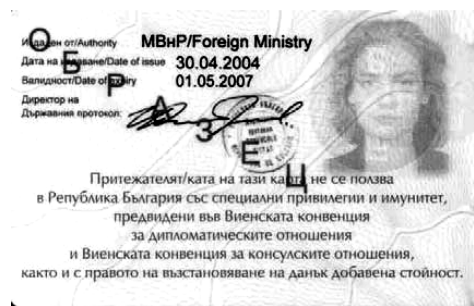 Издаден от/Authority МВнР/Foreign Ministry
Дата на издаване/Date of issue 30.04.2004
Валидност/Date of expiry 01.05.2007
Директор на
Държавния протокол:
ОБРАЗЕЦ
Притежателят/ката на тази карта не се ползва
в Република България със специални привилегии и имунитет,
предвидени във Виенската конвенция
за дипломатическите отношения
и Виенската конвенция за консулските отношения,
както и с правото на възстановяване на данък добавена стойност.